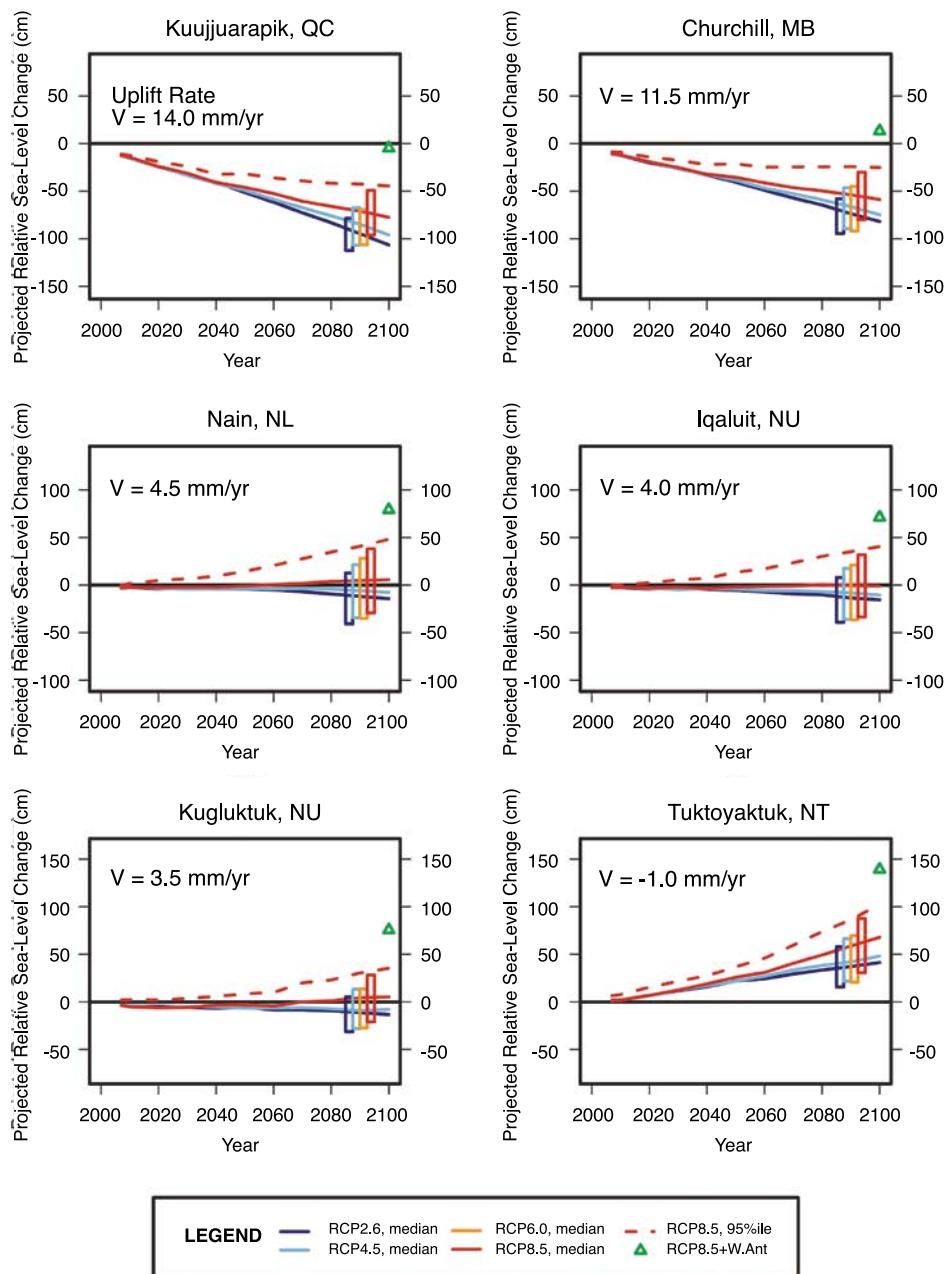 Kuujjuarapik, QC
Projected Relative Sea-Level Change (cm)
Uplift Rate
V = 14.0 mm/yr
50
0
-50
-100
-150
50
0
-50
-100
-150
2000 2020 2040 2060 2080 2100
Year
Churchill, MB
Projected Relative Sea-Level Change (cm)
V = 11.5 mm/yr
50
0
-50
-100
-150
50
0
-50
-100
-150
2000 2020 2040 2060 2080 2100
Year
Nain, NL
Projected Relative Sea-Level Change (cm)
V = 4.5 mm/yr
100
50
0
-50
-100
100
50
0
-50
-100
2000 2020 2040 2060 2080 2100
Year
Iqaluit, NU
Projected Relative Sea-Level Change (cm)
V = 4.0 mm/yr
100
50
0
-50
-100
100
50
0
-50
-100
2000 2020 2040 2060 2080 2100
Year
Kugluktuk, NU
Projected Relative Sea-Level Change (cm)
V = 3.5 mm/yr
150
100
50
0
-50
150
100
50
0
-50
2000 2020 2040 2060 2080 2100
Year
Tuktoyaktuk, NT
Projected Relative Sea-Level Change (cm)
V = -1.0 mm/yr
150
100
50
0
-50
150
100
50
0
-50
2000 2020 2040 2060 2080 2100
Year
LEGEND
RCP2.6, median
RCP6.0, median
RCP8.5, 95%ile
RCP4.5, median
RCP8.5, median
RCP8.5+W.Ant